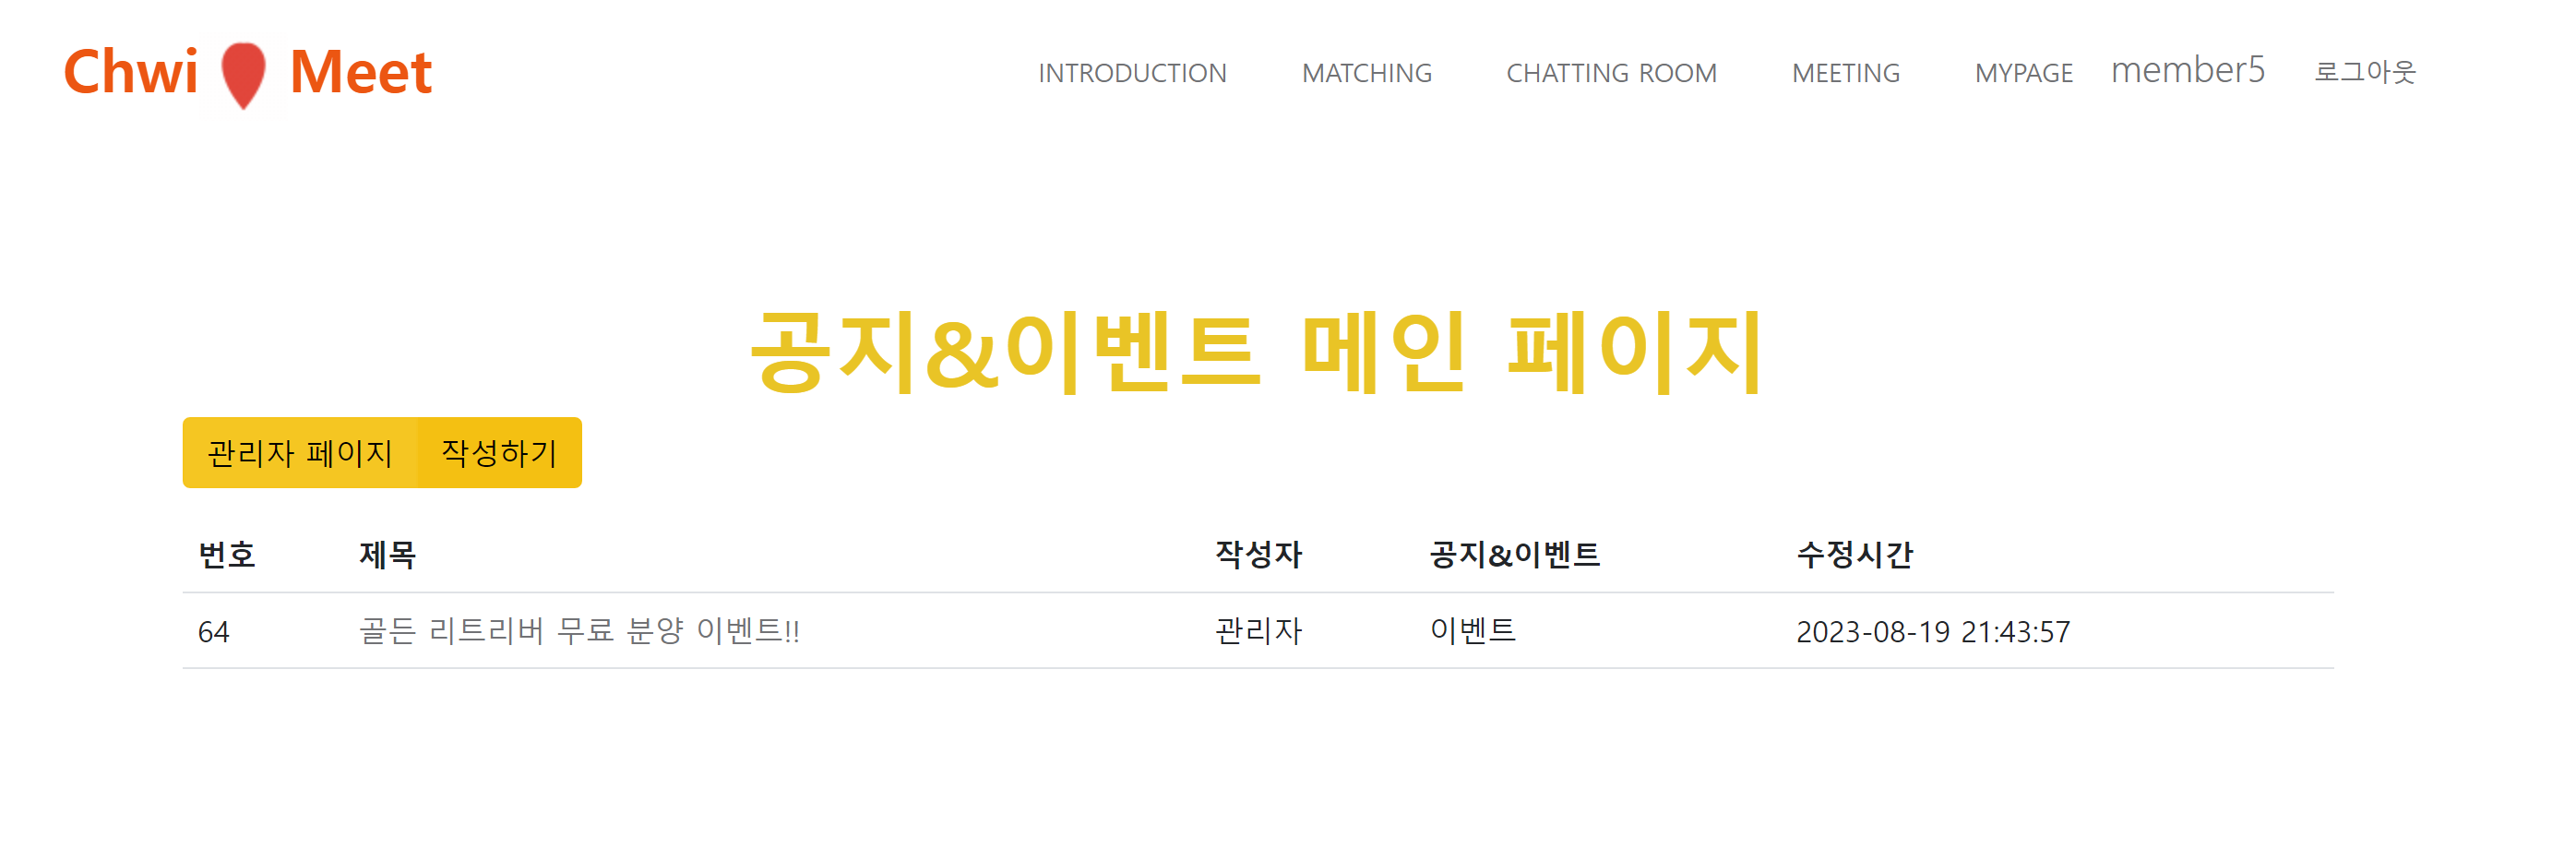 Chwi Meet INTRODUCTION MATCHING CHATTING ROOM MEETING MYPAGE member5 로그아웃
공지&이벤트 메인 페이지
관리자 페이지 작성하기
번호 제목 작성자 공지&이벤트 수정시간
64 골든 리트리버 무료 분양 이벤트!! 관리자 이벤트 2023-08-19 21:43:57